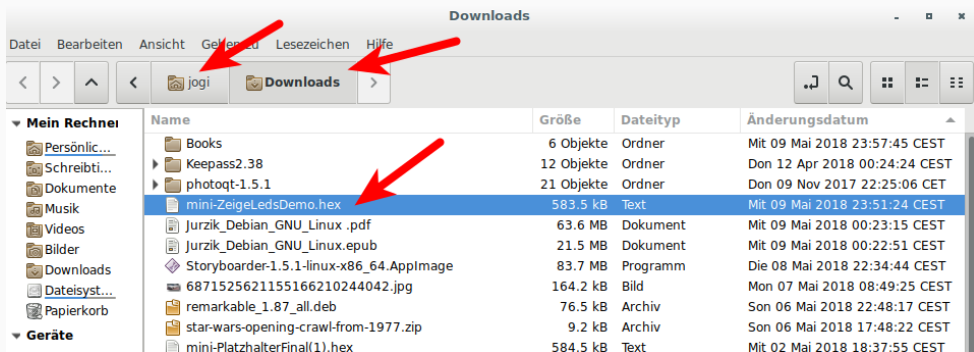 Downloads
Datei Bearbeiten Ansicht Gehen zu Lesezeichen Hilfe
jogi Downloads
Mein Rechner Name Größe Dateityp Änderungsdatum
Persönlic... Books 6 Objekte Ordner Mit 09 Mai 2018 23:57:45 CEST
Schreibti... Keepass2.38 12 Objekte Ordner Don 12 Apr 2018 00:24:24 CEST
Dokumente photoqt-1.5.1 21 Objekte Ordner Don 09 Nov 2017 22:25:06 CET
Musik mini-ZeigeLedsDemo.hex 583.5 kB Text Mit 09 Mai 2018 23:51:24 CEST
Videos Jurzik_Debian_GNU_Linux .pdf 63.6 MB Dokument Mit 09 Mai 2018 00:23:15 CEST
Bilder Jurzik_Debian_GNU_Linux.epub 21.5 MB Dokument Mit 09 Mai 2018 00:22:51 CEST
Downloads Storyboarder-1.5.1-linux-x86_64.AppImage 83.7 MB Programm Die 08 Mai 2018 22:34:44 CEST
Dateisyst... 6871525621155166210244042.jpg 164.2 kB Bild Mon 07 Mai 2018 08:49:25 CEST
Papierkorb remarkable_1.87_all.deb 76.5 kB Archiv Son 06 Mai 2018 22:48:17 CEST
star-wars-opening-crawl-from-1977.zip 9.2 kB Archiv Son 06 Mai 2018 17:48:22 CEST
Geräte mini-PlatzhalterFinal(1).hex 584.5 kB Text Mit 02 Mai 2018 18:37:55 CEST